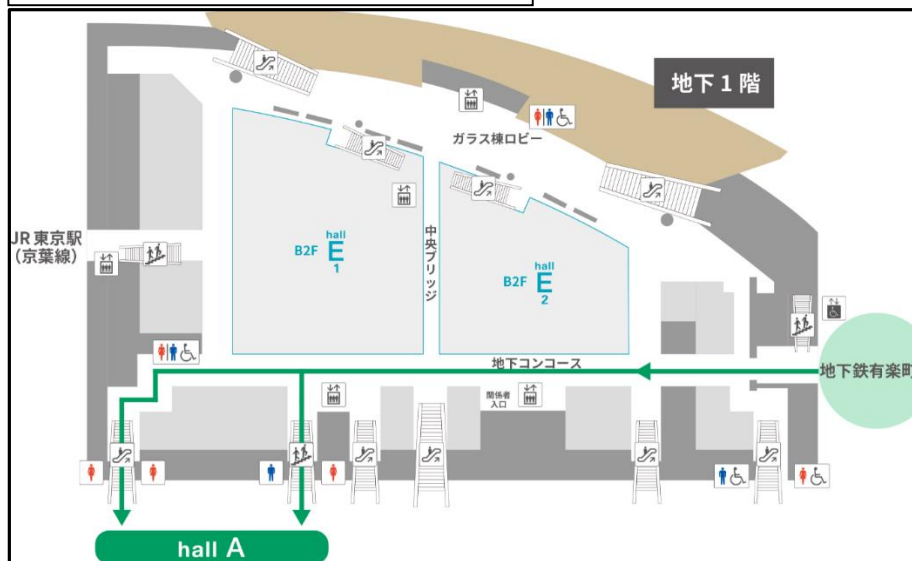 地下1階
ガラス棟ロビー
JR東京駅
(京葉線)
B2F hall E 1
中央ブリッジ
B2F hall E 2
地下コンコース
関係者
入口
地下鉄有楽町
hall A